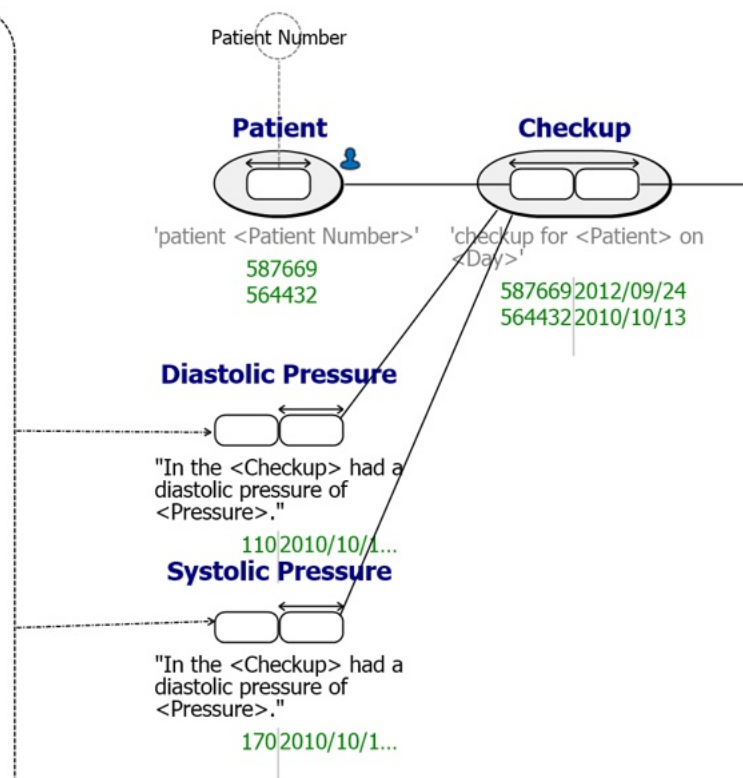 Patient Number
Patient
Checkup
'patient <Patient Number>'
587669
564432
'checkup for <Patient> on
<Day>'
587669 2012/09/24
564432 2010/10/13
Diastolic Pressure
"In the <Checkup> had a
diastolic pressure of
<Pressure>."
110 2010/10/1...
Systolic Pressure
"In the <Checkup> had a
diastolic pressure of
<Pressure>."
170 2010/10/1...